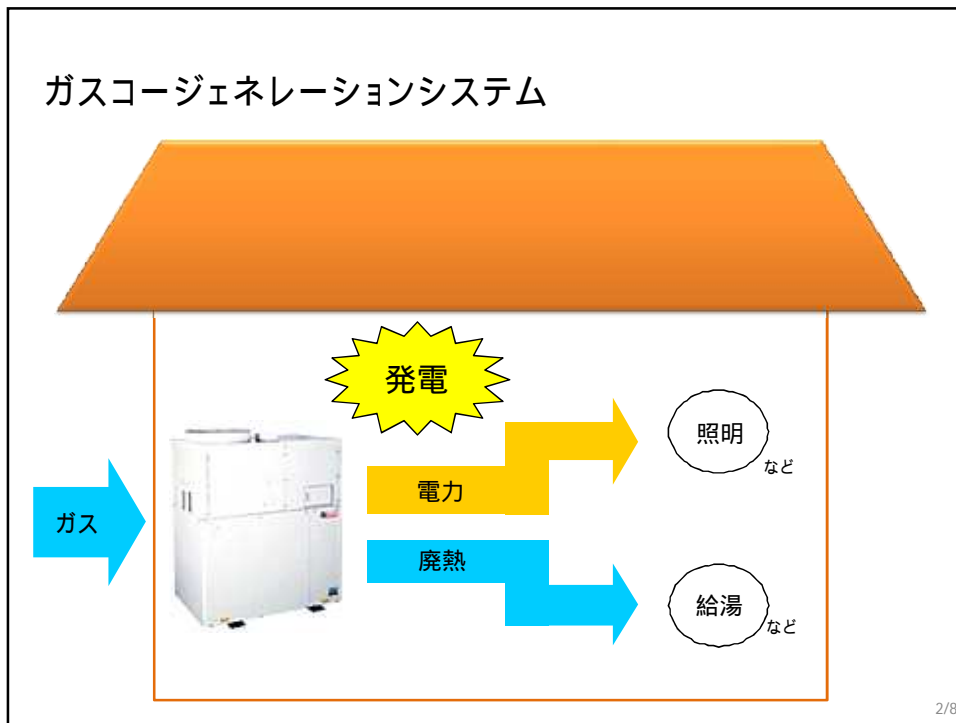 ガスコージェネレーションシステム
発電
照明
など
電力
ガス
廃熱
給湯
など
2/8